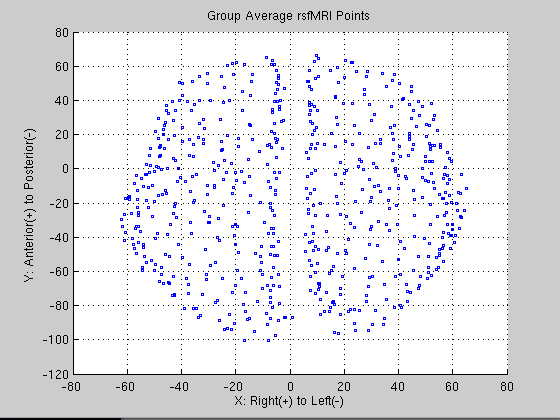 Group Average rsfMRI Points
80
60
40
20
0
-20
-40
-60
-80
-100
-120
-80 -60 -40 -20 0 20 40 60 80
X: Right(+) to Left(-)
Y: Anterior(+) to Posterior(-)